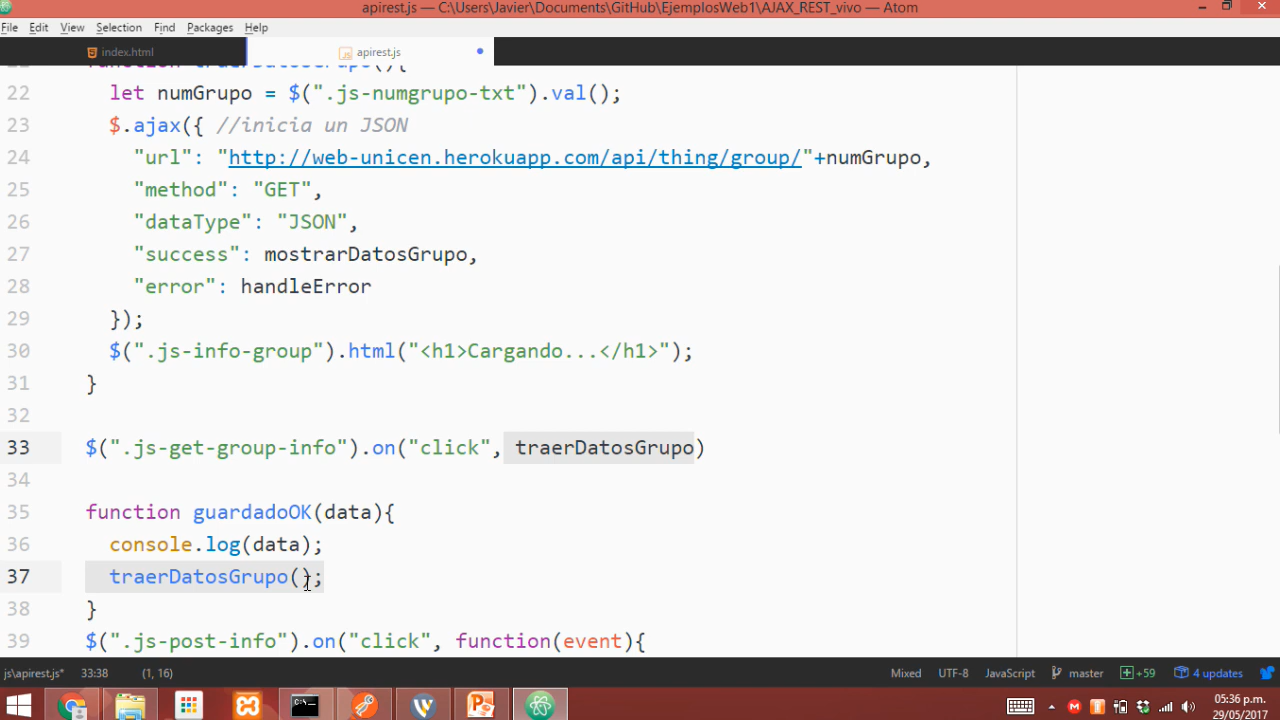 apirest.js — C:\Users\Javier\Documents\GitHub\EjemplosWeb1\AJAX_REST_vivo — Atom
File Edit View Selection Find Packages Help
index.html apirest.js
22 let numGrupo = $(".js-numgrupo-txt").val();
23 $.ajax({ //inicia un JSON
24 "url": "http://web-unicen.herokuapp.com/api/thing/group/"+numGrupo,
25 "method": "GET",
26 "dataType": "JSON",
27 "success": mostrarDatosGrupo,
28 "error": handleError
29 });
30 $(".js-info-group").html("<h1>Cargando...</h1>");
31 }
32
33 $(".js-get-group-info").on("click", traerDatosGrupo)
34
35 function guardadoOK(data){
36 console.log(data);
37 traerDatosGrupo();
38 }
39 $(".js-post-info").on("click", function(event){
js\apirest.js* 33:38 (1, 16) Mixed UTF-8 JavaScript master +59 4 updates
05:36 p.m.
29/05/2017